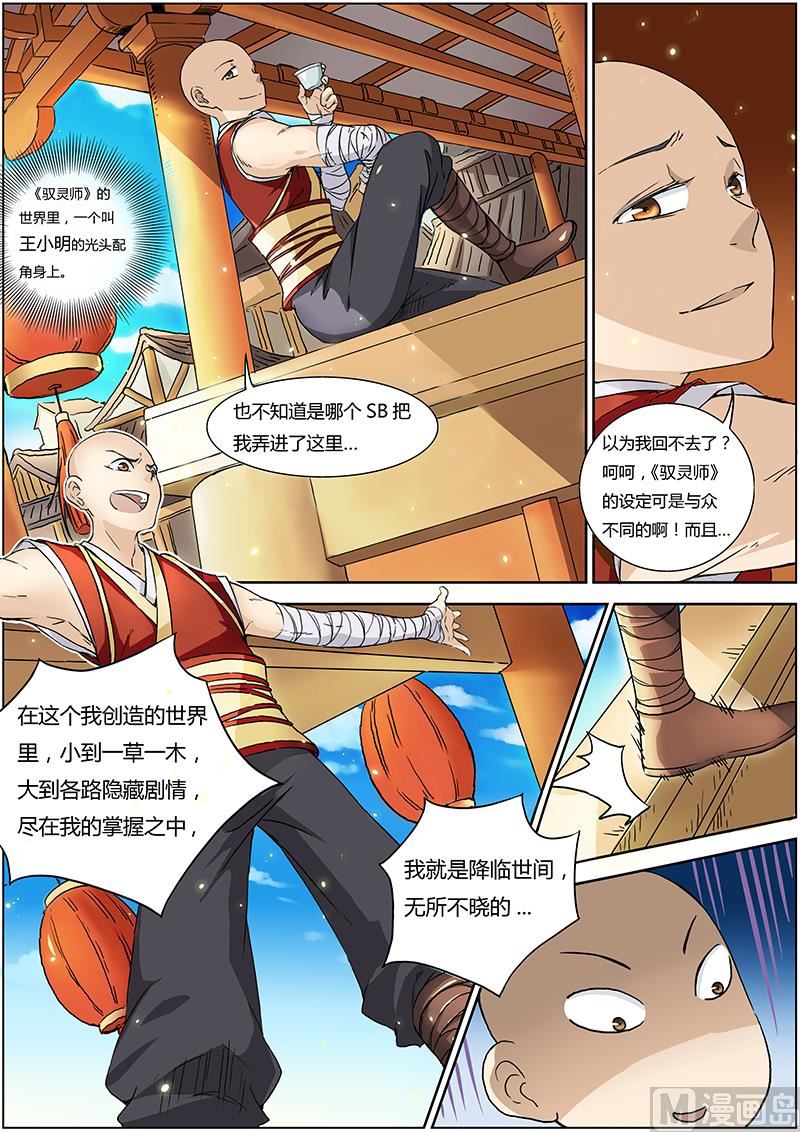 《驭灵师》的
世界里，一个叫
王小明的光头配
角身上。
也不知道是哪个 SB 把
我弄进了这里...
以为我回不去了？
呵呵，《驭灵师》
的设定可是与众
不同的啊！而且...
在这个我创造的世界
里，小到一草一木，
大到各路隐藏剧情，
尽在我的掌握之中，
我就是降临世间，
无所不晓的 ...
漫画岛